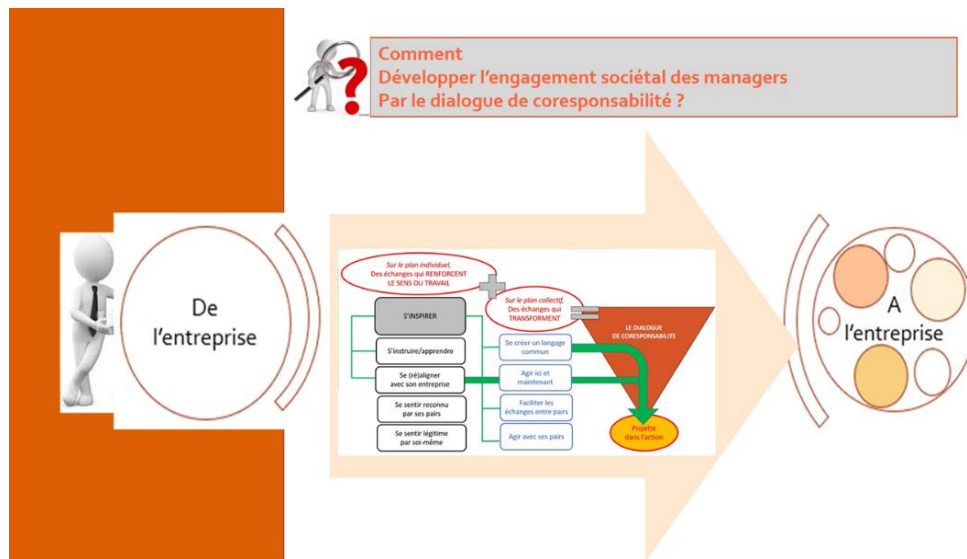 Comment
Développer l'engagement sociétal des managers
Par le dialogue de coresponsabilité ?
De
l'entreprise
Sur le plan individuel,
Des échanges qui RENFORCENT
LE SENS DU TRAVAIL
Sur le plan collectif,
Des échanges qui
TRANSFORMENT
S'INSPIRER
S'instruire/apprendre
Se (ré)aligner
avec son entreprise
Se sentir reconnu
par ses pairs
Se sentir légitime
par soi-même
Se créer un langage
commun
Agir ici et
maintenant
Faciliter les
échanges entre pairs
Agir avec ses pairs
LE DIALOGUE
DE CORESPONSABILITE
Projette
dans l'action
A
l'entreprise